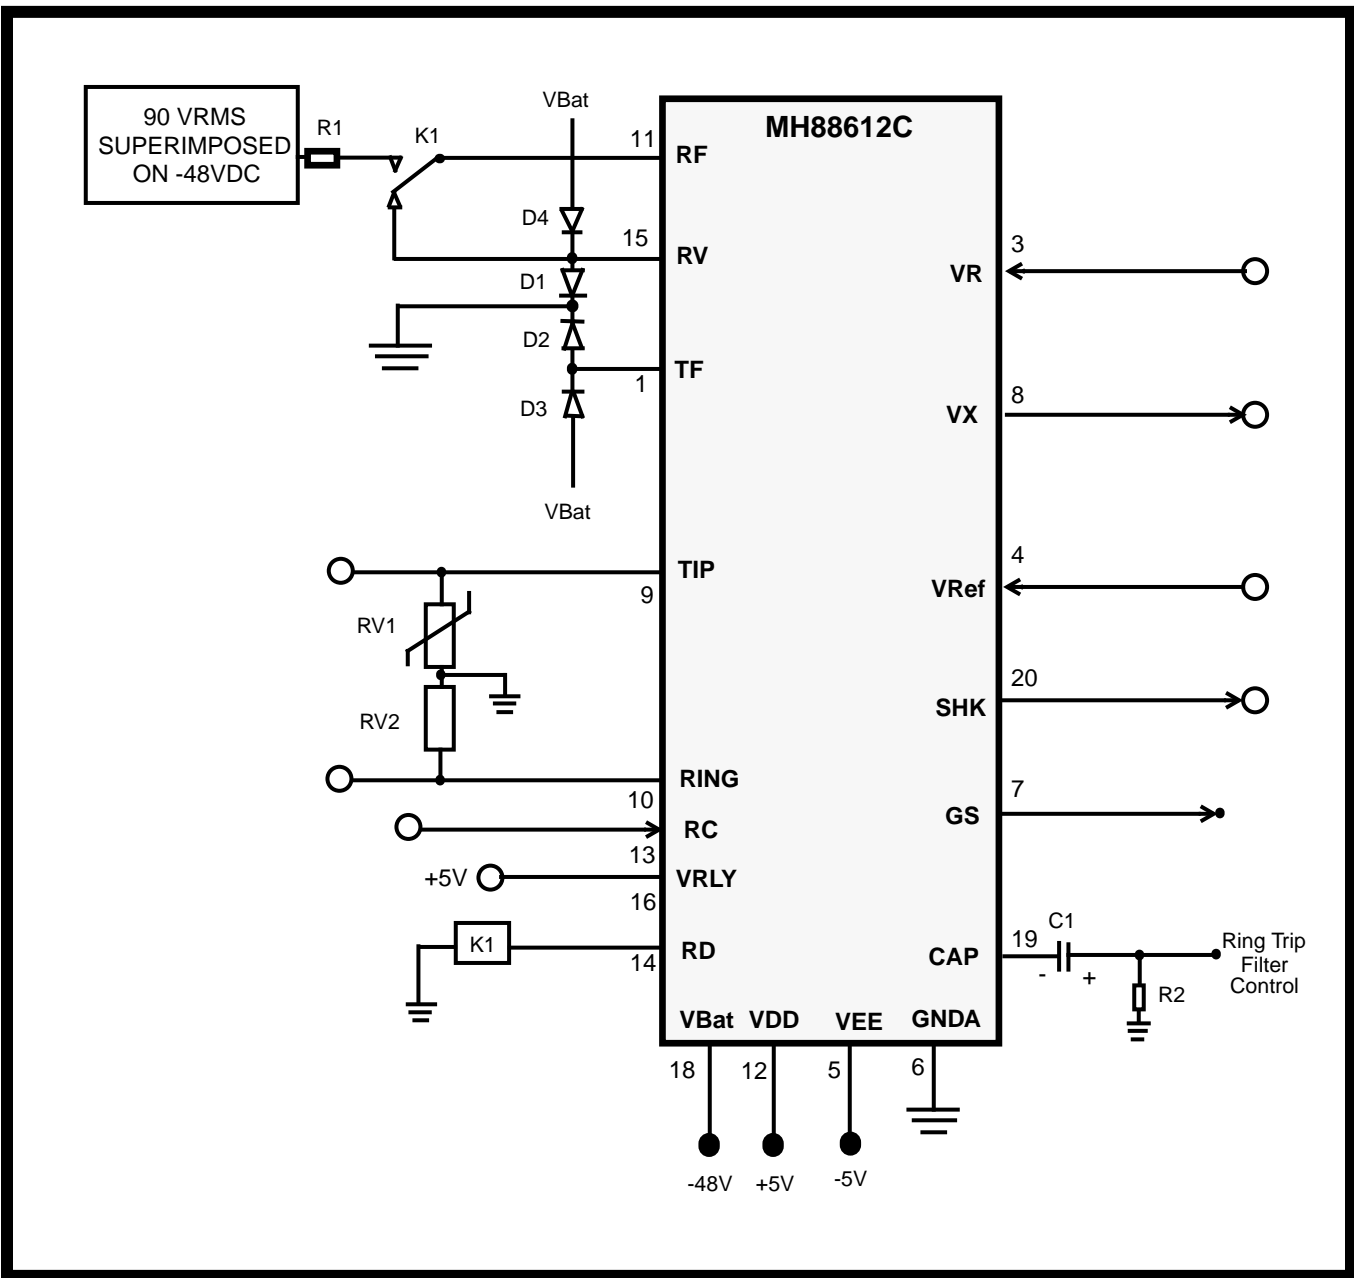 90 VRMS
SUPERIMPOSED
ON -48VDC
R1
K1
VBat
MH88612C
11
RF
D4
15
RV
D1
D2
1
TF
D3
VBat
3
VR
8
VX
4
VRef
20
SHK
7
GS
TIP
9
RV1
RV2
RING
10
RC
13
+5V
VRLY
16
K1
RD
14
19
CAP
C1
-
+
Ring Trip
Filter
Control
R2
VBat
VDD
VEE
GNDA
18
12
5
6
-48V
+5V
-5V